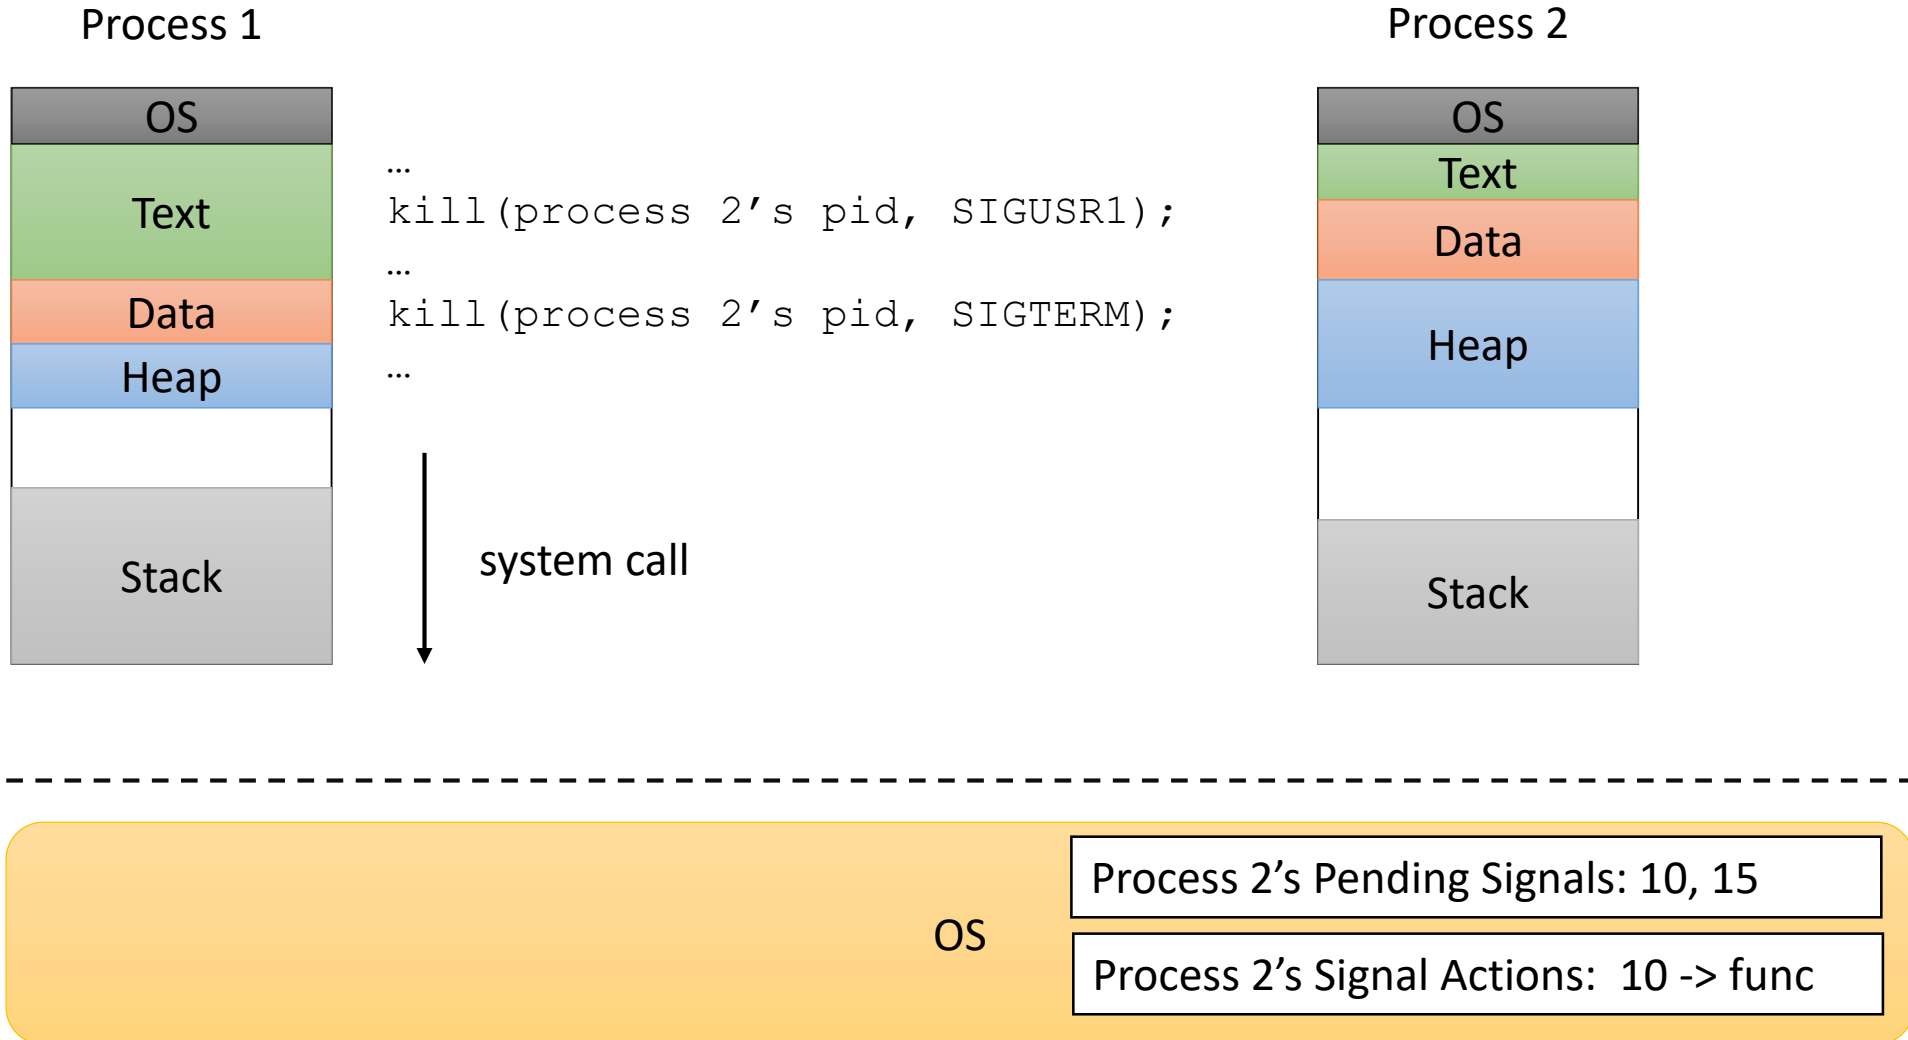 Process 1
Process 2
OS
Text
Data
Heap
Stack
…
kill(process 2’s pid, SIGUSR1);
…
kill(process 2’s pid, SIGTERM);
…
system call
OS
Text
Data
Heap
Stack
OS
Process 2’s Pending Signals: 10, 15
Process 2’s Signal Actions:  10 -> func